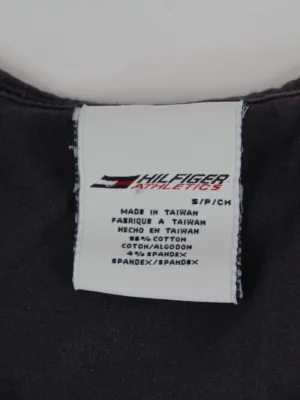 HILFIGER
ATHLETICS
S/P/CH
MADE IN TAIWAN
FABRIQUE A TAIWAN
HECHO EN TAIWAN
96% COTTON
COTON/ALGODON
4% SPANDEX
SPANDEX/SPANDEX